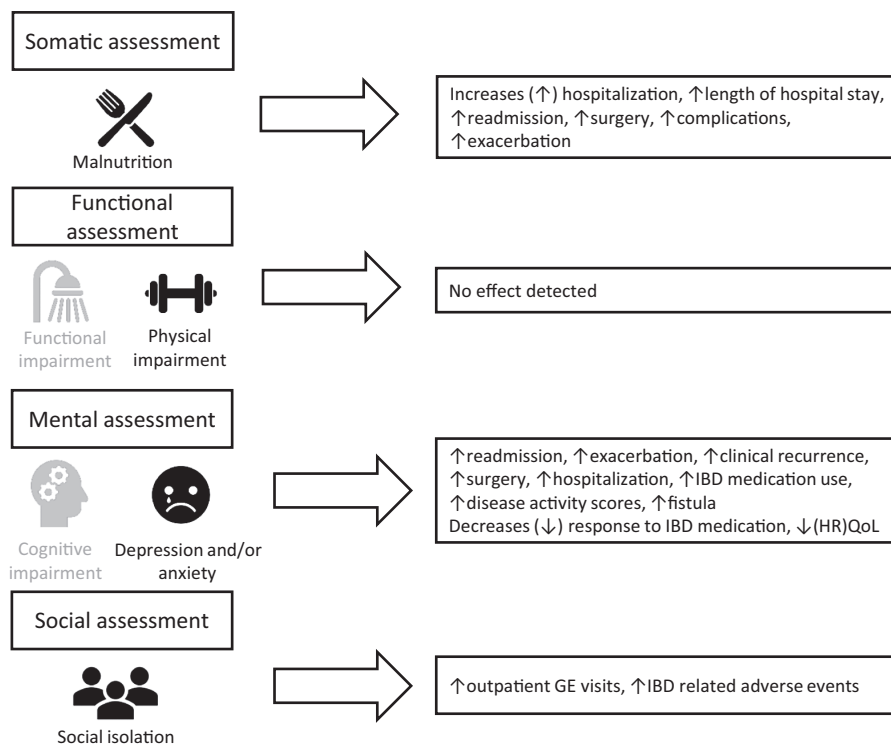 Somatic assessment
Malnutrition
Increases (↑) hospitalization, ↑length of hospital stay,
↑readmission, ↑surgery, ↑complications,
↑exacerbation
Functional
assessment
Functional
impairment
Physical
impairment
No effect detected
Mental assessment
Cognitive
impairment
Depression and/or
anxiety
↑readmission, ↑exacerbation, ↑clinical recurrence,
↑surgery, ↑hospitalization, ↑IBD medication use,
↑disease activity scores, ↑fistula
Decreases (↓) response to IBD medication, ↓(HR)QoL
Social assessment
Social isolation
↑outpatient GE visits, ↑IBD related adverse events